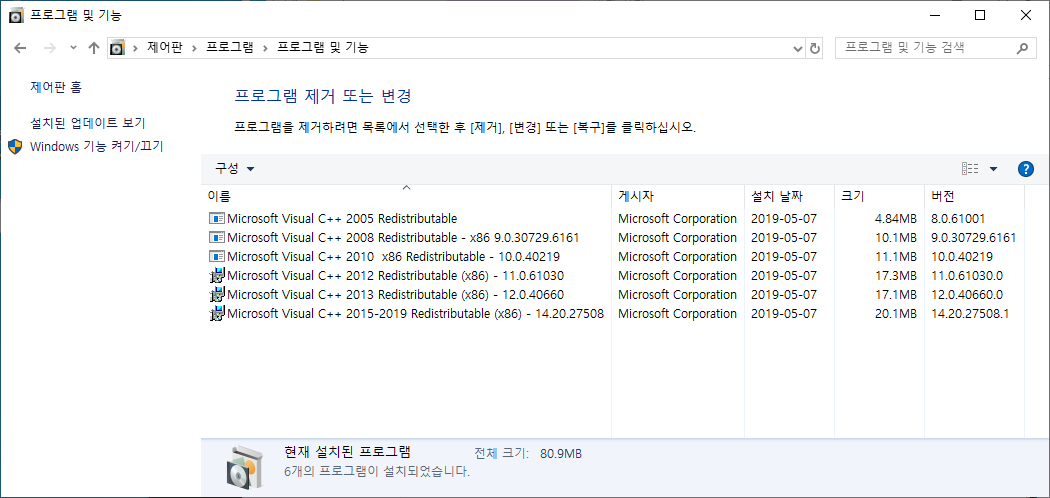 프로그램 및 기능
제어판 > 프로그램 > 프로그램 및 기능
프로그램 및 기능 검색
제어판 홈
설치된 업데이트 보기
Windows 기능 켜기/끄기
프로그램 제거 또는 변경
프로그램을 제거하려면 목록에서 선택한 후 [제거], [변경] 또는 [복구]를 클릭하십시오.
구성
이름 게시자 설치 날짜 크기 버전
Microsoft Visual C++ 2005 Redistributable Microsoft Corporation 2019-05-07 4.84MB 8.0.61001
Microsoft Visual C++ 2008 Redistributable - x86 9.0.30729.6161 Microsoft Corporation 2019-05-07 10.1MB 9.0.30729.6161
Microsoft Visual C++ 2010  x86 Redistributable - 10.0.40219 Microsoft Corporation 2019-05-07 11.1MB 10.0.40219
Microsoft Visual C++ 2012 Redistributable (x86) - 11.0.61030 Microsoft Corporation 2019-05-07 17.3MB 11.0.61030.0
Microsoft Visual C++ 2013 Redistributable (x86) - 12.0.40660 Microsoft Corporation 2019-05-07 17.1MB 12.0.40660.0
Microsoft Visual C++ 2015-2019 Redistributable (x86) - 14.20.27508 Microsoft Corporation 2019-05-07 20.1MB 14.20.27508.1
현재 설치된 프로그램 전체 크기: 80.9MB
6개의 프로그램이 설치되었습니다.